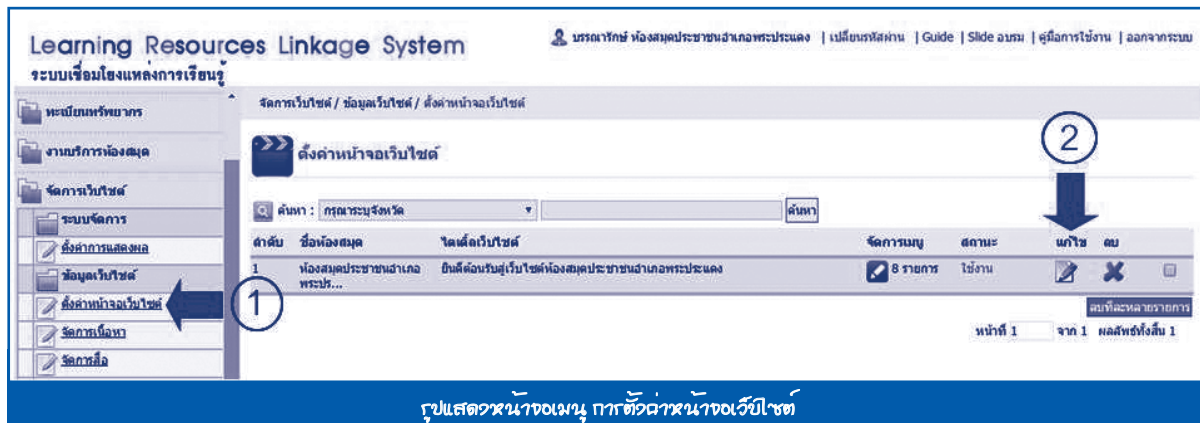 Learning Resources Linkage System
ระบบเชื่อมโยงแหล่งการเรียนรู้
บรรณารักษ์ ห้องสมุดประชาชนอำเภอพระประแดง | เปลี่ยนรหัสผ่าน | Guide | Slide อบรม | คู่มือการใช้งาน | ออกจากระบบ
ทะเบียนทรัพยากร
งานบริการห้องสมุด
จัดการเว็บไซต์
ระบบจัดการ
ตั้งค่าการแสดงผล
ข้อมูลเว็บไซต์
ตั้งค่าหน้าจอเว็บไซต์
จัดการเนื้อหา
จัดการสื่อ
1
จัดการเว็บไซต์ / ข้อมูลเว็บไซต์ / ตั้งค่าหน้าจอเว็บไซต์
ตั้งค่าหน้าจอเว็บไซต์
2
ค้นหา : กรุณาระบุจังหวัด ค้นหา
ลำดับ ชื่อห้องสมุด ไตเติ้ลเว็บไซต์ จัดการเมนู สถานะ แก้ไข ลบ
1 ห้องสมุดประชาชนอำเภอ ยินดีต้อนรับสู่เว็บไซต์ห้องสมุดประชาชนอำเภอพระประแดง 8 รายการ ใช้งาน
พระปร...
ลบทีละหลายรายการ
หน้าที่ 1 จาก 1 ผลลัพธ์ทั้งสิ้น 1
รูปแสดงหน้าจอเมนู การตั้งค่าหน้าจอเว็บไซต์